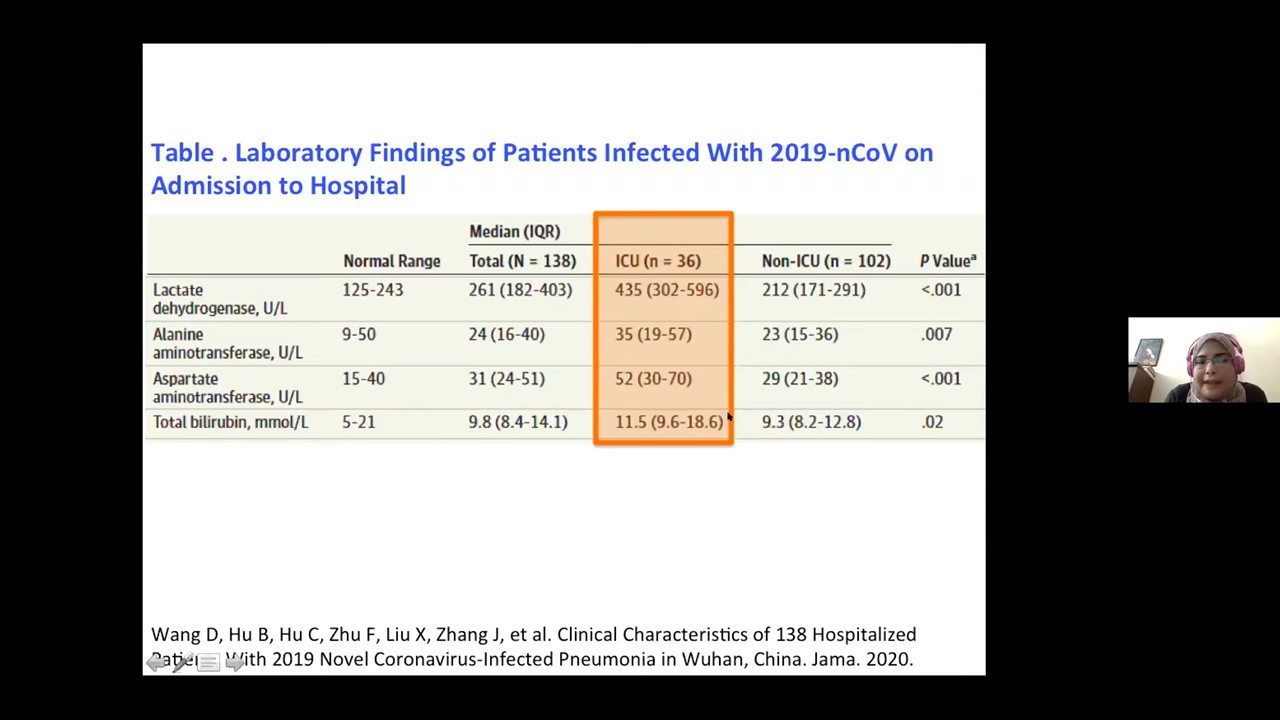 Table . Laboratory Findings of Patients Infected With 2019-nCoV on
Admission to Hospital
Median (IQR)
Normal Range Total (N = 138) ICU (n = 36) Non-ICU (n = 102) P Valueᵃ
Lactate dehydrogenase, U/L 125-243 261 (182-403) 435 (302-596) 212 (171-291) <.001
Alanine aminotransferase, U/L 9-50 24 (16-40) 35 (19-57) 23 (15-36) .007
Aspartate aminotransferase, U/L 15-40 31 (24-51) 52 (30-70) 29 (21-38) <.001
Total bilirubin, mmol/L 5-21 9.8 (8.4-14.1) 11.5 (9.6-18.6) 9.3 (8.2-12.8) .02
Wang D, Hu B, Hu C, Zhu F, Liu X, Zhang J, et al. Clinical Characteristics of 138 Hospitalized
With 2019 Novel Coronavirus-Infected Pneumonia in Wuhan, China. Jama. 2020.